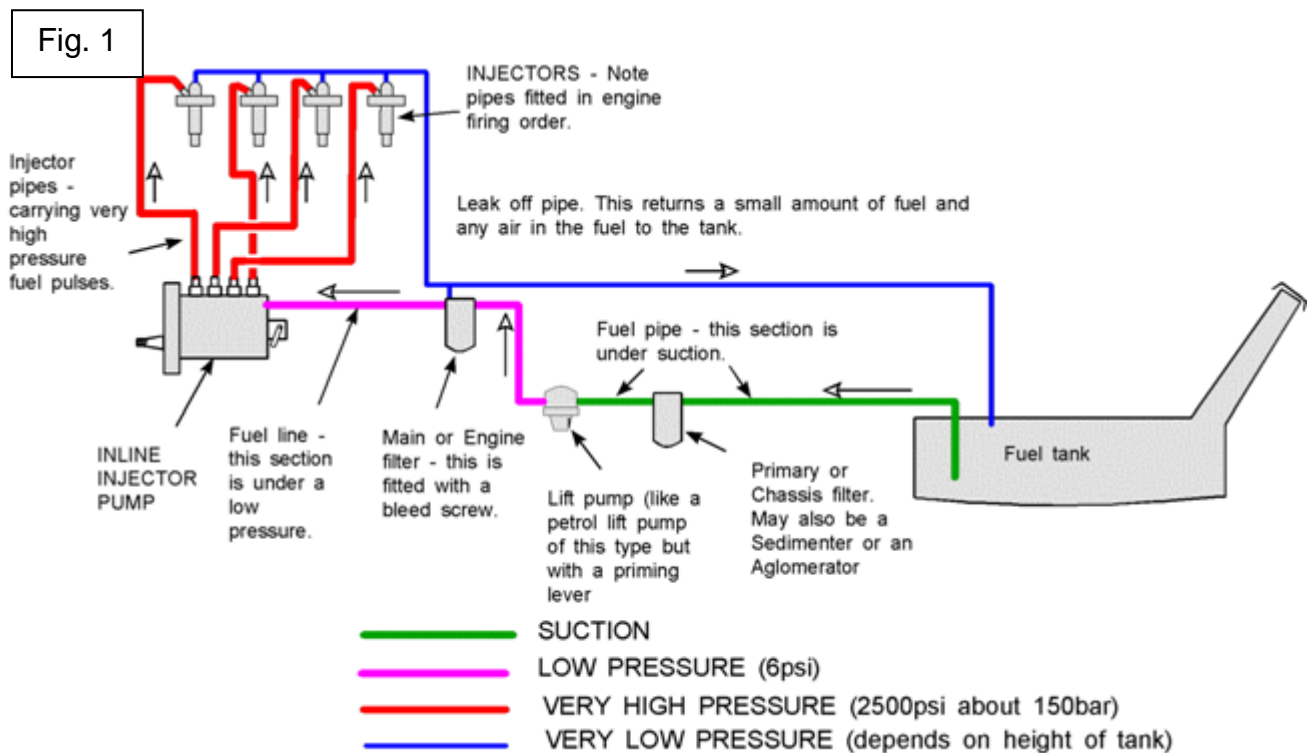 Fig. 1
INJECTORS - Note
pipes fitted in engine
firing order.
Injector
pipes -
carrying very
high
pressure
fuel pulses.
Leak off pipe. This returns a small amount of fuel and
any air in the fuel to the tank.
Fuel pipe - this section is
under suction.
INLINE
INJECTOR
PUMP
Fuel line -
this section
is under a
low
pressure.
Main or Engine
filter - this is
fitted with a
bleed screw.
Lift pump (like a
petrol lift pump
of this type but
with a priming
lever
Primary or
Chassis filter.
May also be a
Sedimenter or an
Aglomerator
Fuel tank
SUCTION
LOW PRESSURE (6psi)
VERY HIGH PRESSURE (2500psi about 150bar)
VERY LOW PRESSURE (depends on height of tank)